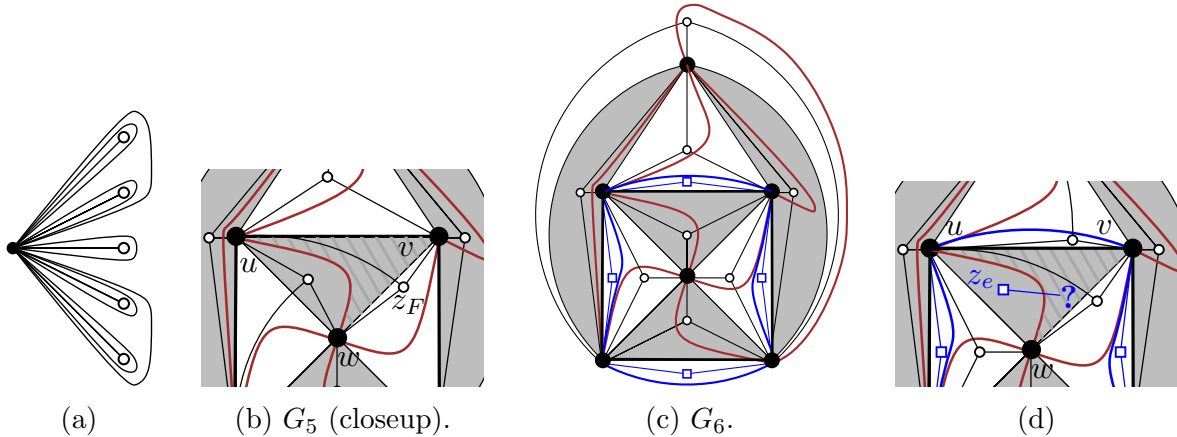 u
v
z_F
w
u
v
z_e
?
w
(a)
(b) G_5 (closeup).
(c) G_6.
(d)